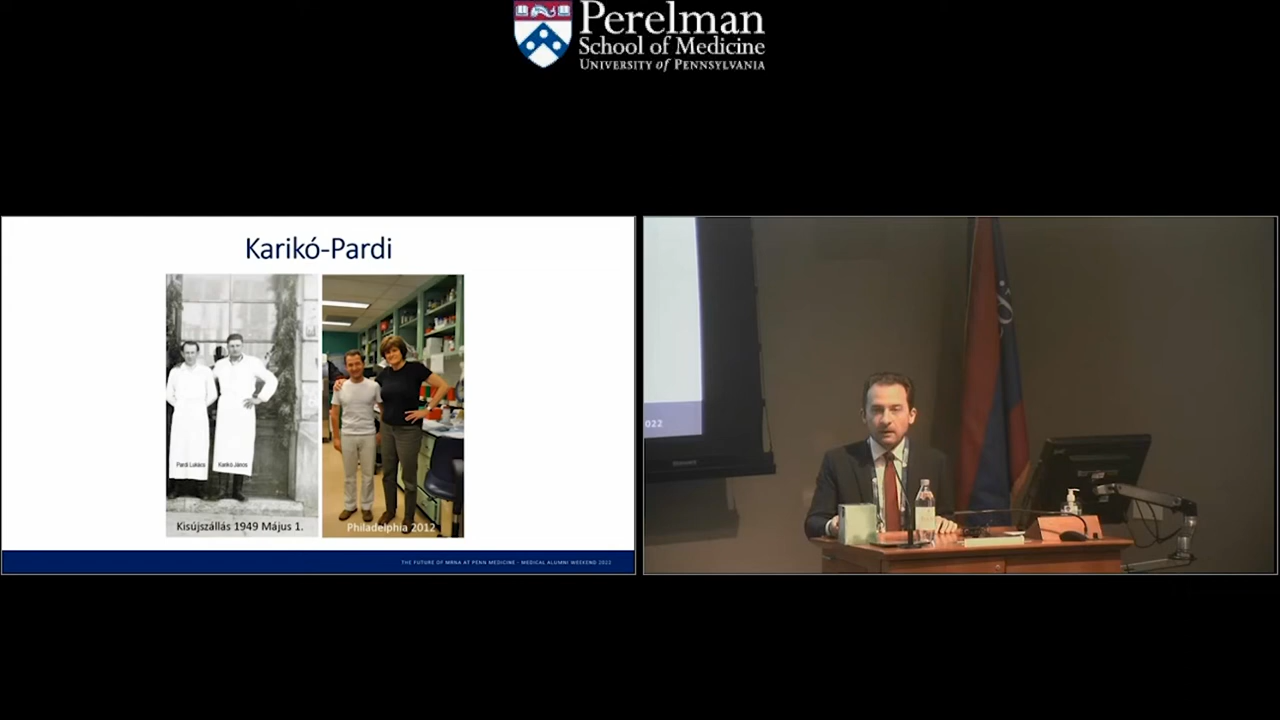 Perelman
School of Medicine
UNIVERSITY of PENNSYLVANIA
Karikó-Pardi
Pardi Lukács
Karikó János
Kisújszállás 1949 Május 1.
Philadelphia 2012
THE FUTURE OF MRNA AT PENN MEDICINE - MEDICAL ALUMNI WEEKEND 2022
022